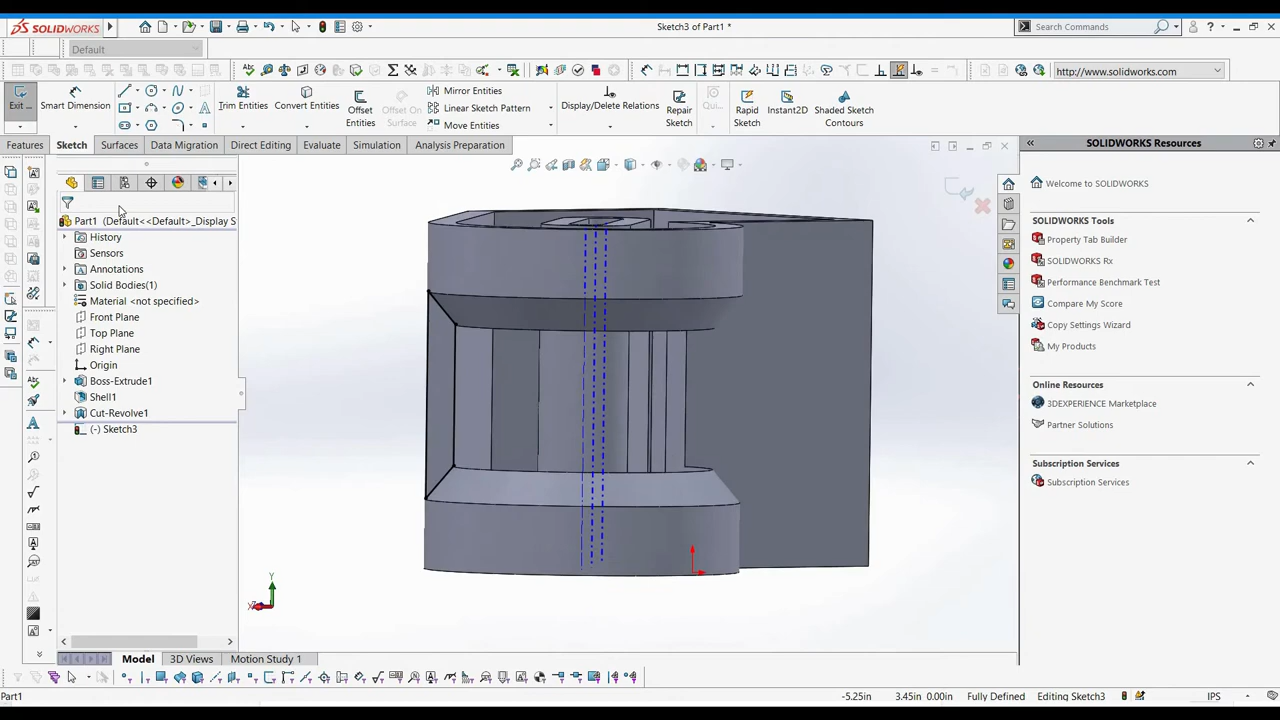 SOLIDWORKS
Sketch3 of Part1 *
Search Commands
Default
http://www.solidworks.com
Exit ...
Smart Dimension
Trim Entities
Convert Entities
Offset Entities
Offset On Surface
Mirror Entities
Linear Sketch Pattern
Move Entities
Display/Delete Relations
Repair Sketch
Qui...
Rapid Sketch
Instant2D
Shaded Sketch Contours
Features
Sketch
Surfaces
Data Migration
Direct Editing
Evaluate
Simulation
Analysis Preparation
SOLIDWORKS Resources
Welcome to SOLIDWORKS
SOLIDWORKS Tools
Property Tab Builder
SOLIDWORKS Rx
Performance Benchmark Test
Compare My Score
Copy Settings Wizard
My Products
Online Resources
3DEXPERIENCE Marketplace
Partner Solutions
Subscription Services
Subscription Services
Part1 (Default<<Default>_Display S
History
Sensors
Annotations
Solid Bodies(1)
Material <not specified>
Front Plane
Top Plane
Right Plane
Origin
Boss-Extrude1
Shell1
Cut-Revolve1
(-) Sketch3
Y
X
Model
3D Views
Motion Study 1
Part1
-5.25in
3.45in 0.00in
Fully Defined
Editing Sketch3
IPS